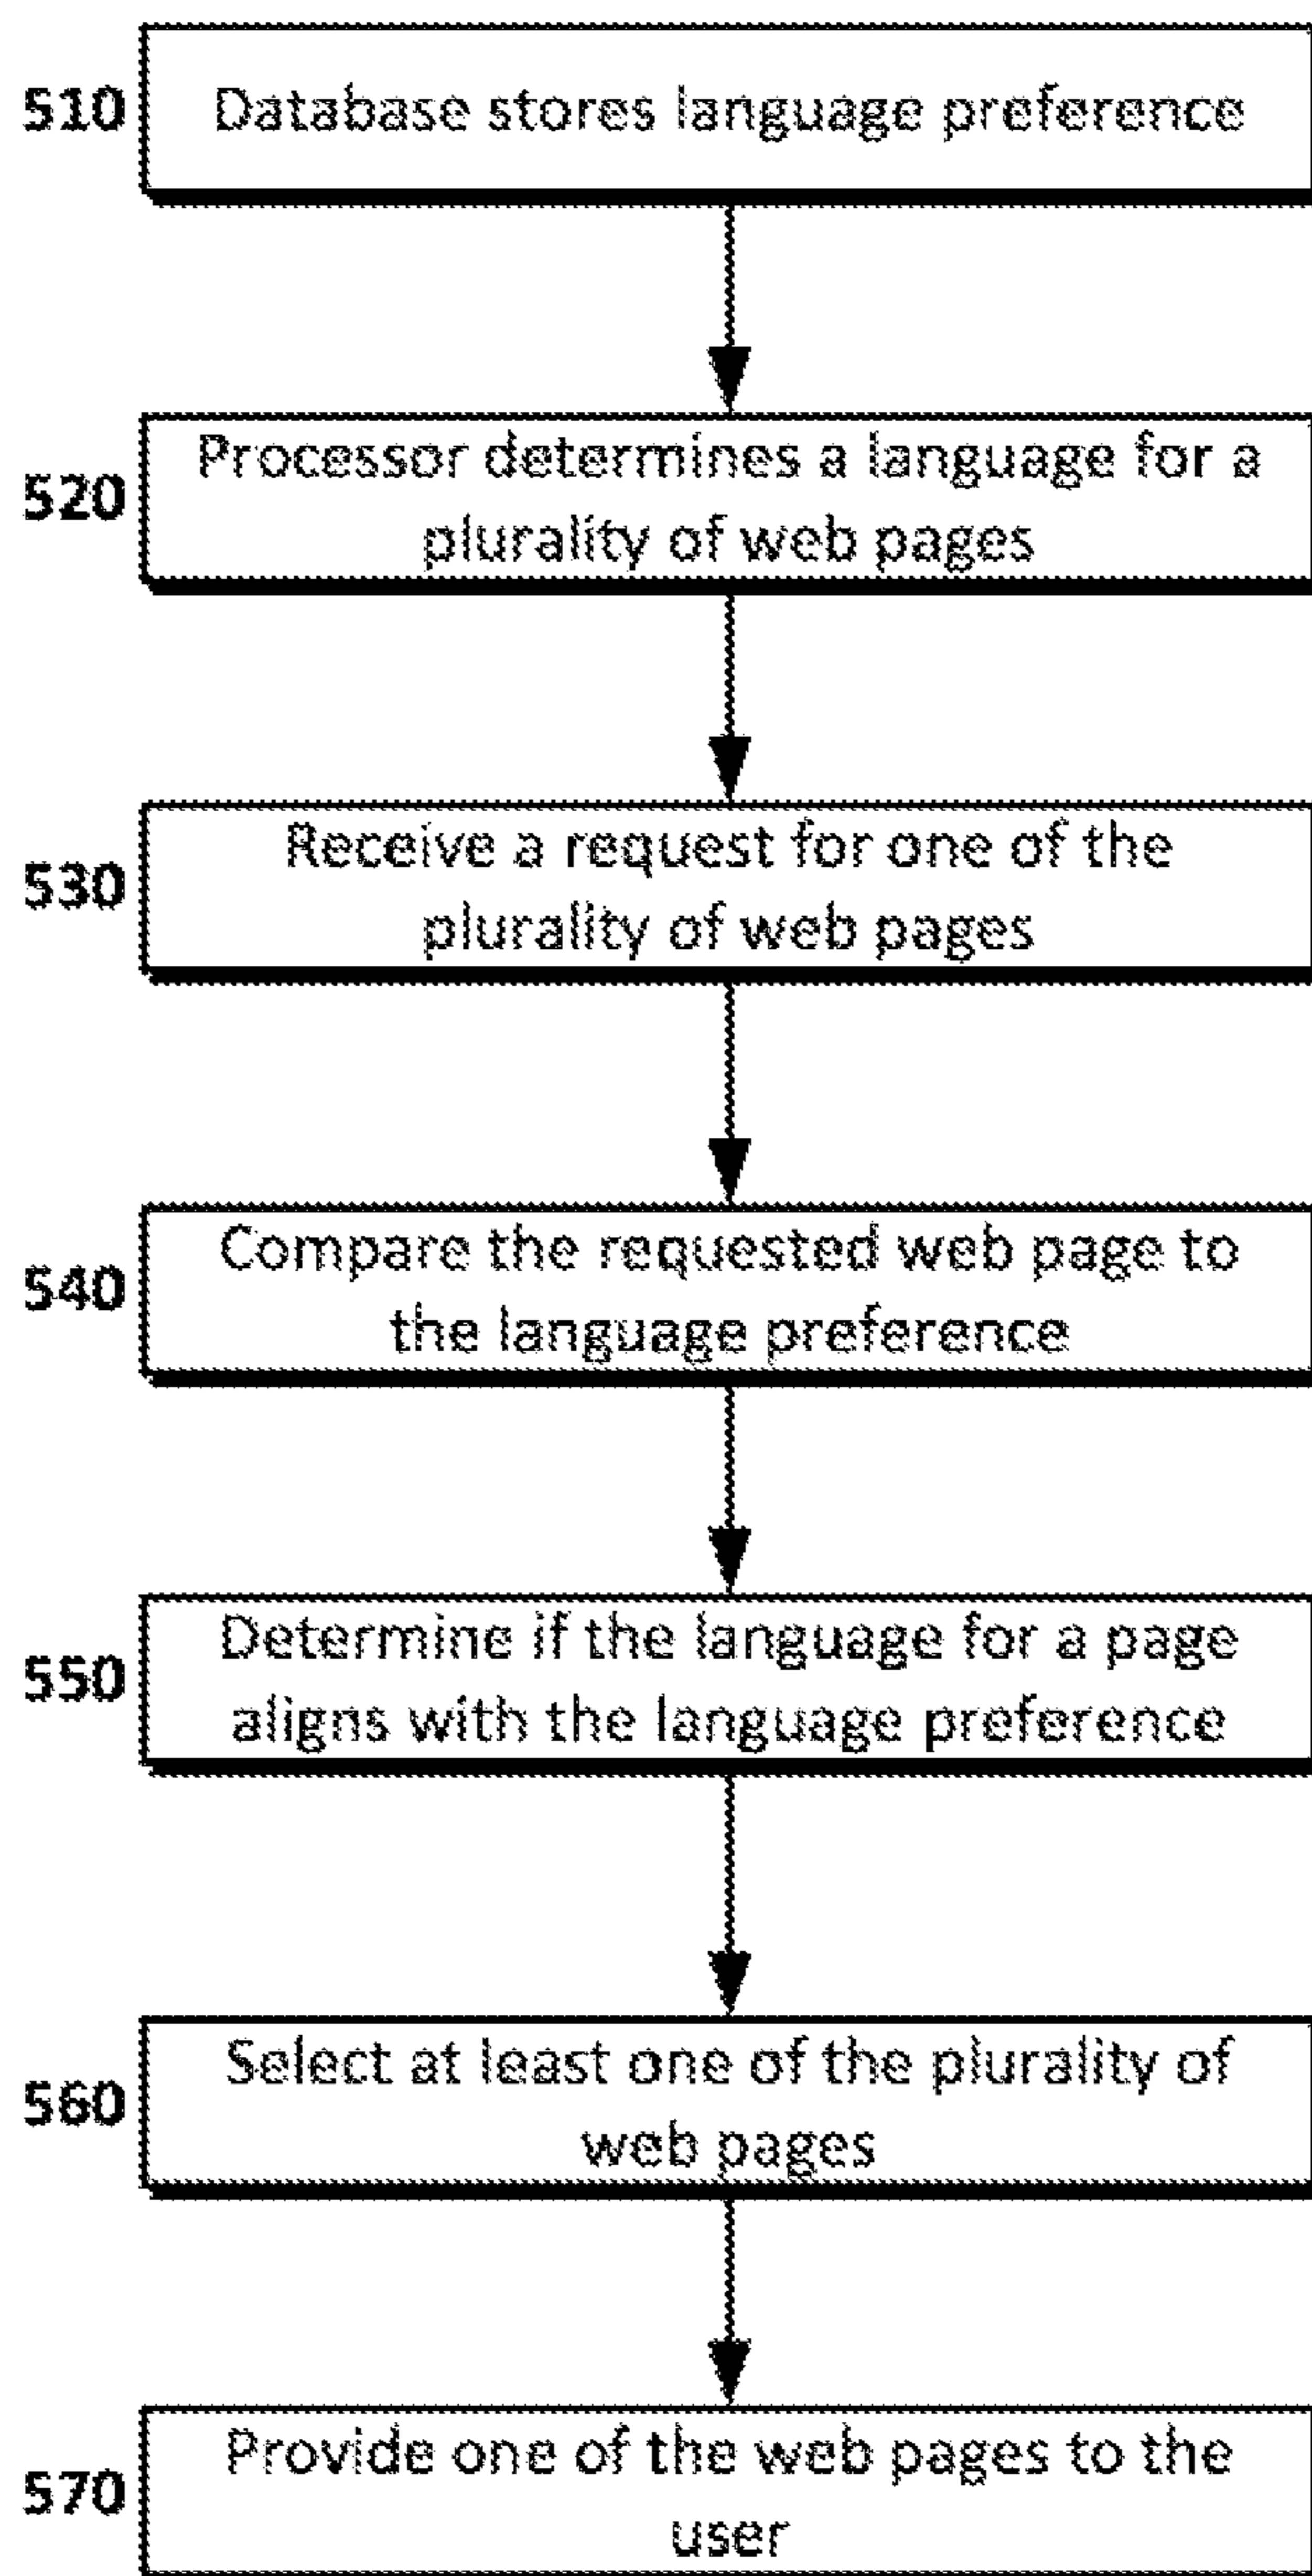 510
Database stores language preference
520
Processor determines a language for a
plurality of web pages
530
Receive a request for one of the
plurality of web pages
540
Compare the requested web page to
the language preference
550
Determine if the language for a page
aligns with the language preference
560
Select at least one of the plurality of
web pages
570
Provide one of the web pages to the
user